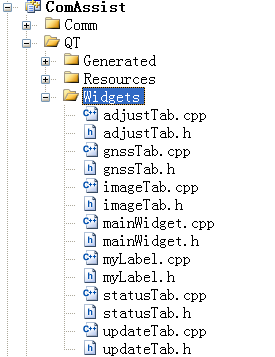 ComAssist
Comm
QT
Generated
Resources
Widgets
adjustTab.cpp
adjustTab.h
gnssTab.cpp
gnssTab.h
imageTab.cpp
imageTab.h
mainWidget.cpp
mainWidget.h
myLabel.cpp
myLabel.h
statusTab.cpp
statusTab.h
updateTab.cpp
updateTab.h